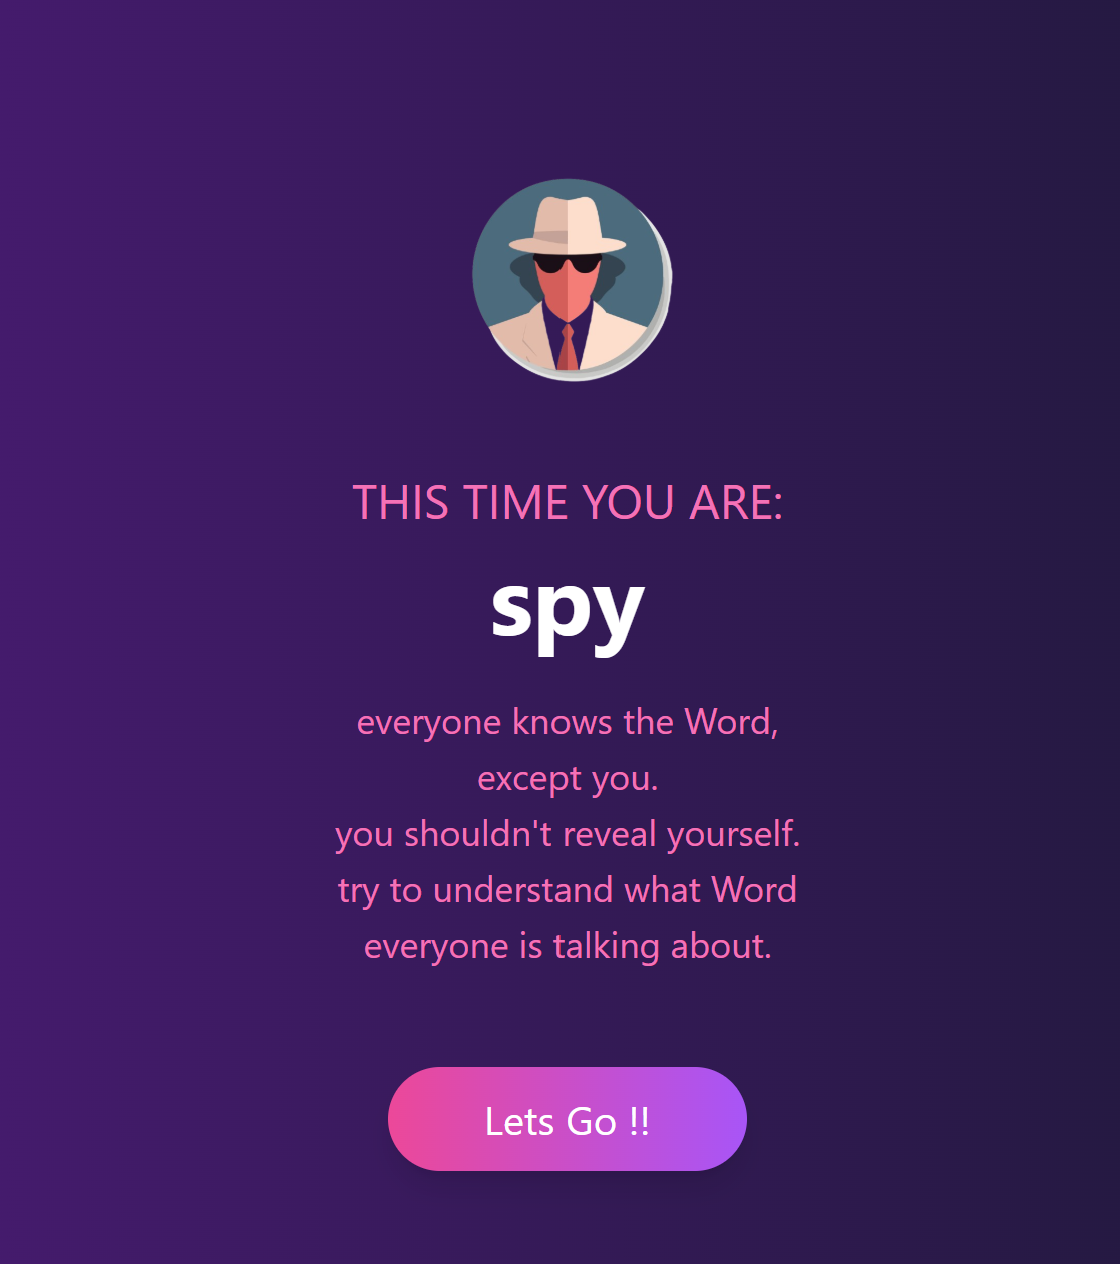 THIS TIME YOU ARE:
spy
everyone knows the Word,
except you.
you shouldn't reveal yourself.
try to understand what Word
everyone is talking about.
Lets Go !!